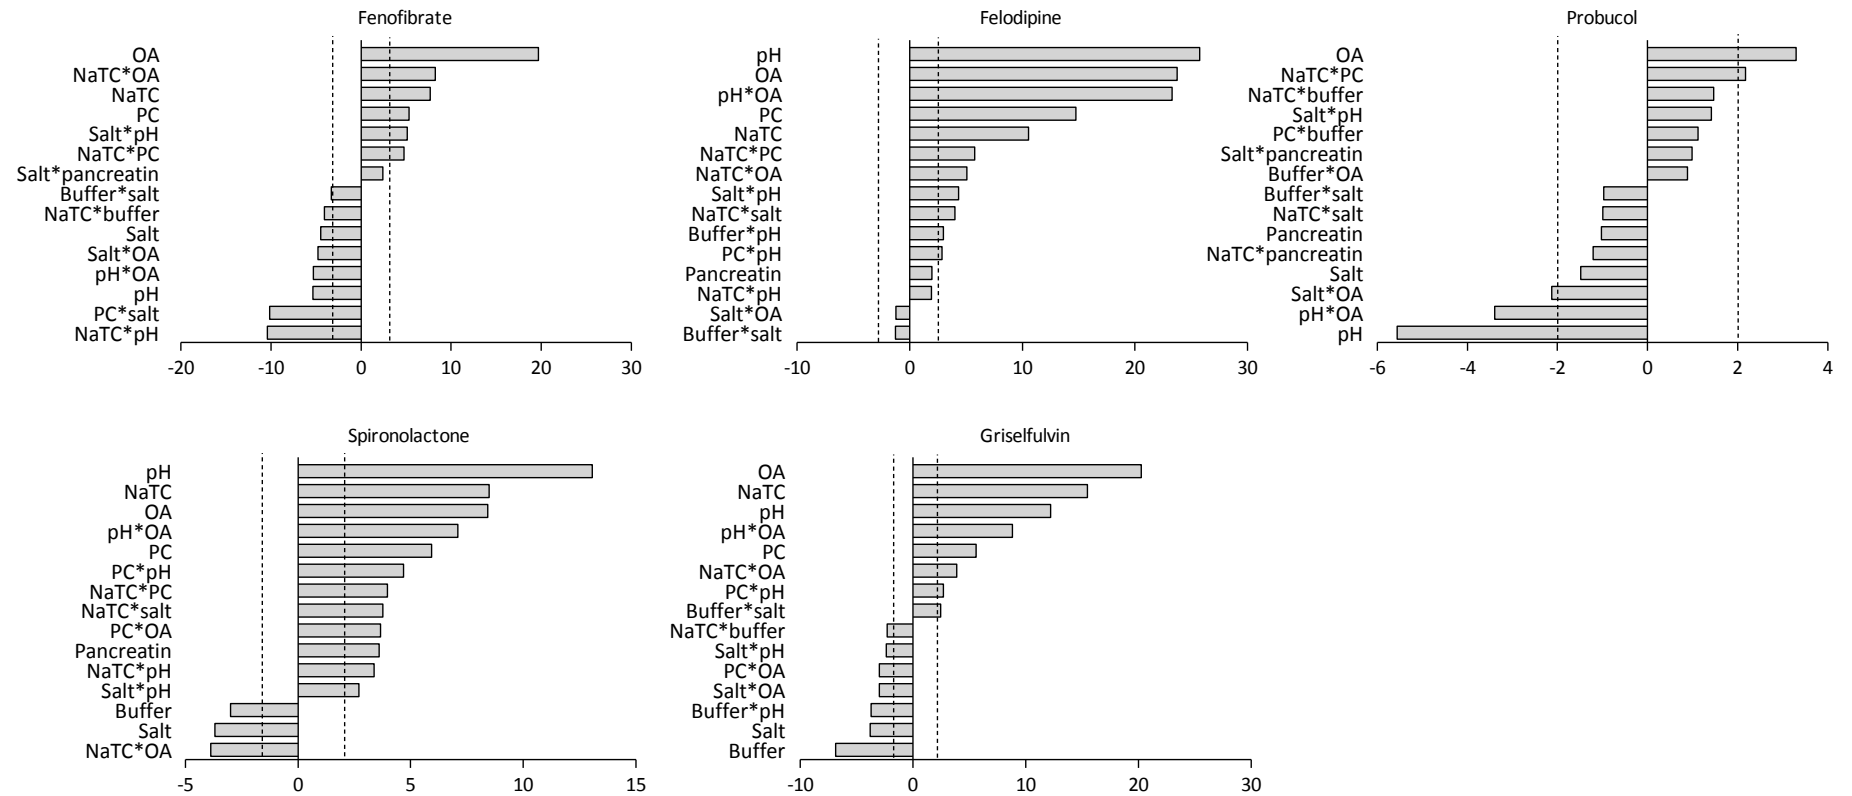 Fenofibrate
OA
NaTC*OA
NaTC
PC
Salt*pH
NaTC*PC
Salt*pancreatin
Buffer*salt
NaTC*buffer
Salt
Salt*OA
pH*OA
pH
PC*salt
NaTC*pH
-20 -10 0 10 20 30
Felodipine
pH
OA
pH*OA
PC
NaTC
NaTC*PC
NaTC*OA
Salt*pH
NaTC*salt
Buffer*pH
PC*pH
Pancreatin
NaTC*pH
Salt*OA
Buffer*salt
-10 0 10 20 30
Probucol
OA
NaTC*PC
NaTC*buffer
Salt*pH
PC*buffer
Salt*pancreatin
Buffer*OA
Buffer*salt
NaTC*salt
Pancreatin
NaTC*pancreatin
Salt
Salt*OA
pH*OA
pH
-6 -4 -2 0 2 4
Spironolactone
pH
NaTC
OA
pH*OA
PC
PC*pH
NaTC*PC
NaTC*salt
PC*OA
Pancreatin
NaTC*pH
Salt*pH
Buffer
Salt
NaTC*OA
-5 0 5 10 15
Griselfulvin
OA
NaTC
pH
pH*OA
PC
NaTC*OA
PC*pH
Buffer*salt
NaTC*buffer
Salt*pH
PC*OA
Salt*OA
Buffer*pH
Salt
Buffer
-10 0 10 20 30